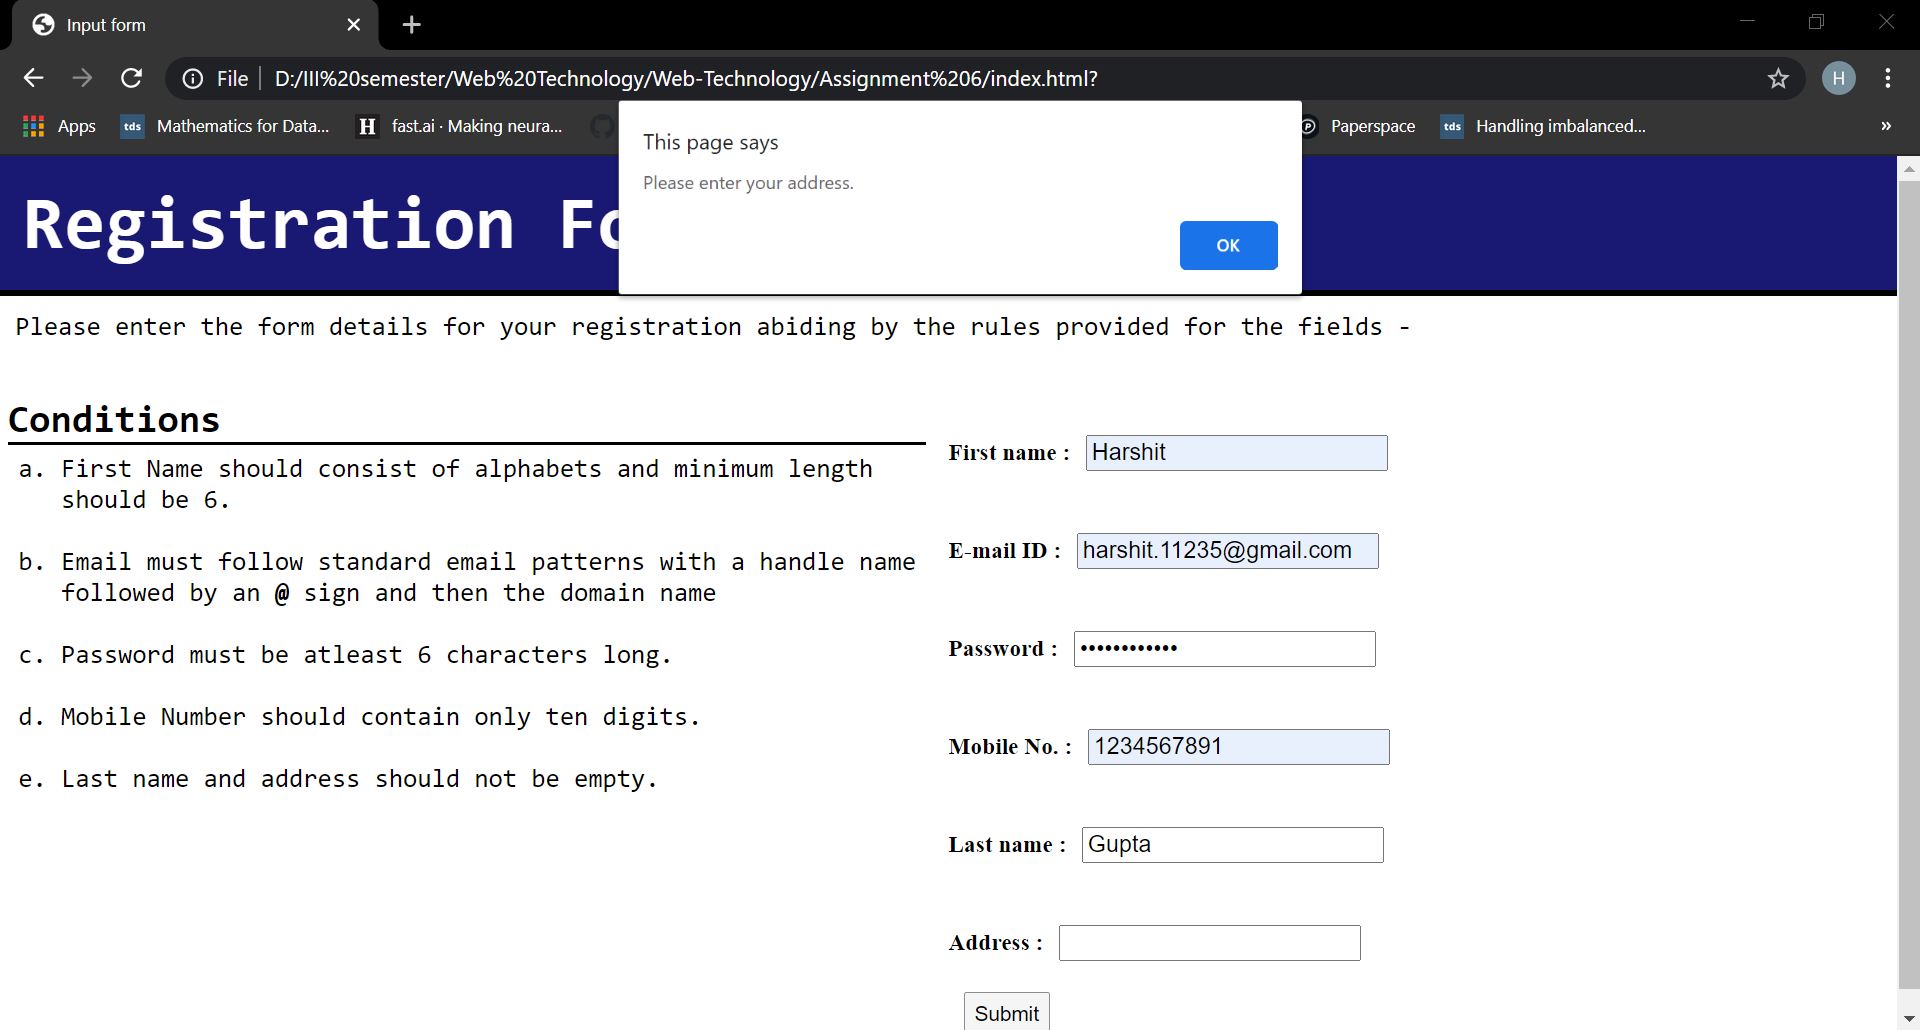 Input form
File
D:/III%20semester/Web%20Technology/Web-Technology/Assignment%206/index.html?
H
Apps
tds Mathematics for Data...
H fast.ai · Making neura...
Paperspace
tds Handling imbalanced...
»
This page says
Please enter your address.
OK
Registration
Please enter the form details for your registration abiding by the rules provided for the fields -
Conditions
a. First Name should consist of alphabets and minimum length
should be 6.
b. Email must follow standard email patterns with a handle name
followed by an @ sign and then the domain name
c. Password must be atleast 6 characters long.
d. Mobile Number should contain only ten digits.
e. Last name and address should not be empty.
First name : Harshit
E-mail ID : harshit.11235@gmail.com
Password : ••••••••••••
Mobile No. : 1234567891
Last name : Gupta
Address :
Submit